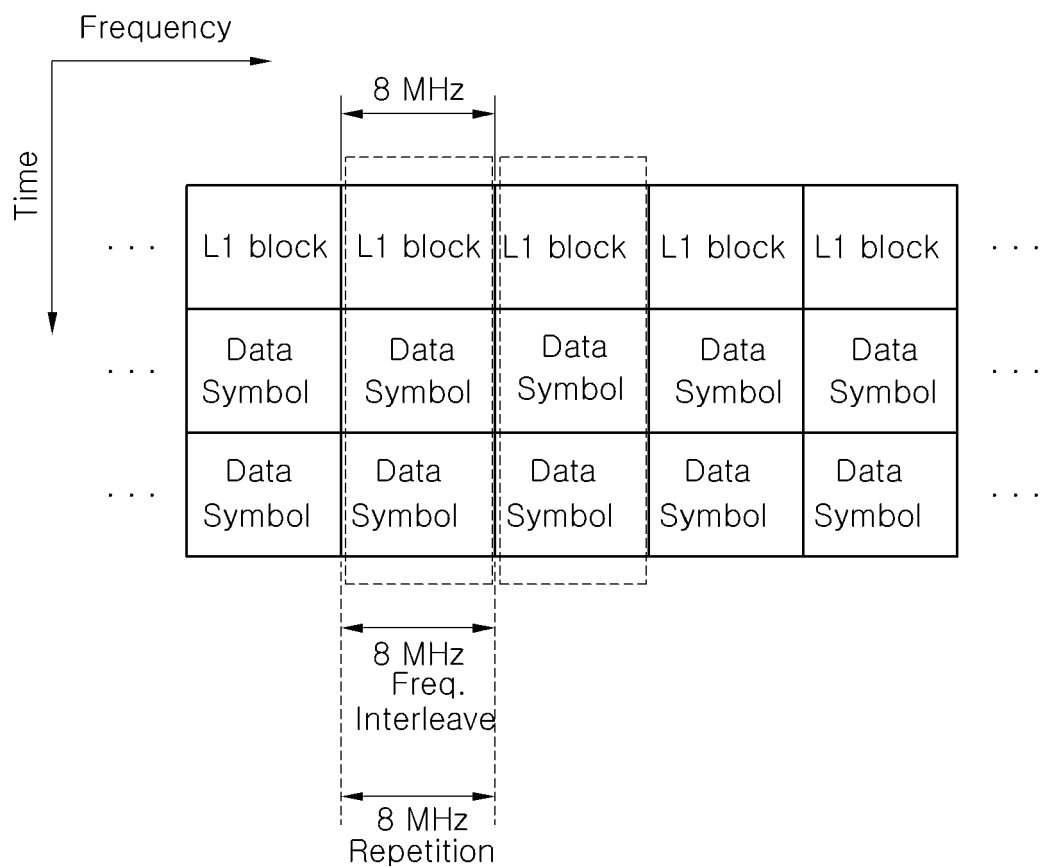 Frequency
8 MHz
Time
. . . L1 block L1 block L1 block L1 block L1 block . . .
Data Data Data Data Data
. . . Symbol Symbol Symbol Symbol Symbol . . .
Data Data Data Data Data
. . . Symbol Symbol Symbol Symbol Symbol . . .
8 MHz
Freq.
Interleave
8 MHz
Repetition